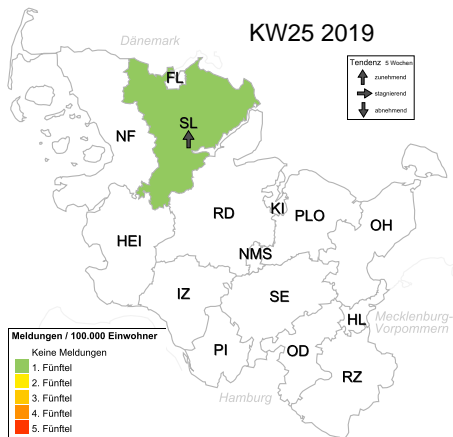 KW25 2019
Dänemark
Tendenz 5 Wochen
zunehmend
stagnierend
abnehmend
FL
SL
NF
RD
KI
PLO
OH
HEI
NMS
IZ
SE
HL
Mecklenburg-
Vorpommern
PI
OD
RZ
Hamburg
Meldungen / 100.000 Einwohner
Keine Meldungen
1. Fünftel
2. Fünftel
3. Fünftel
4. Fünftel
5. Fünftel